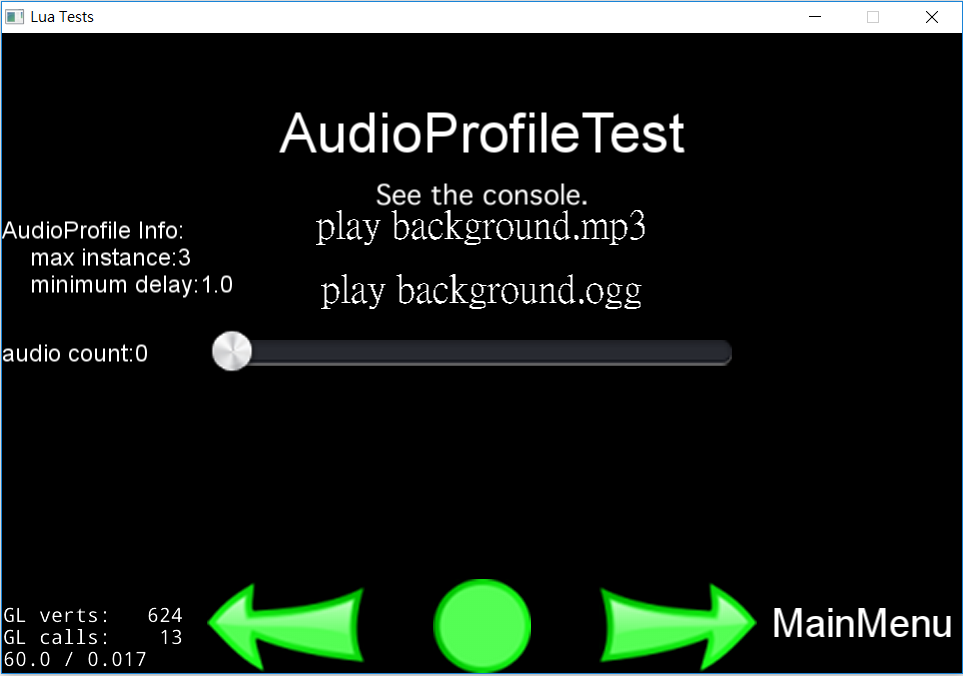 Lua Tests
AudioProfileTest
See the console.
play background.mp3
AudioProfile Info:
max instance:3
minimum delay:1.0
play background.ogg
audio count:0
GL verts: 624
GL calls: 13
60.0 / 0.017
MainMenu